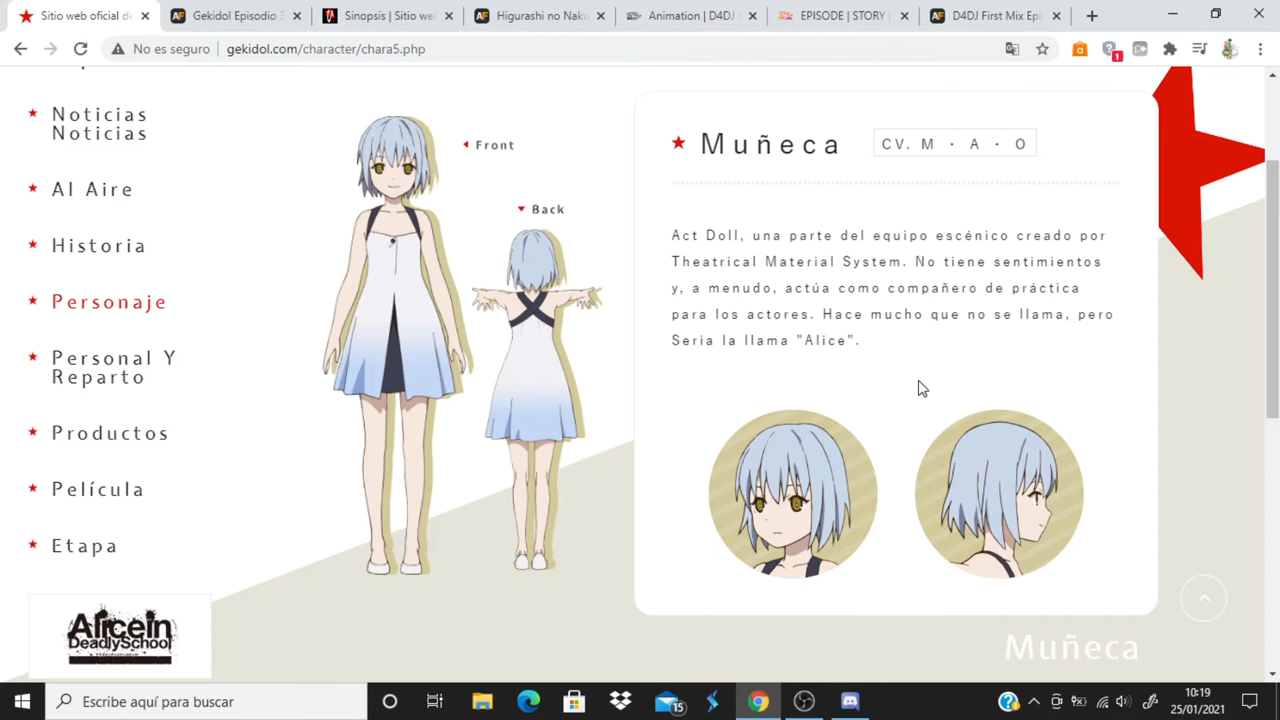 Sitio web oficial de
Gekidol Episodio 3
Sinopsis | Sitio we
Higurashi no Naku
Animation | D4DJ
EPISODE | STORY |
D4DJ First Mix Epi
No es seguro
gekidol.com/character/chara5.php
1
Noticias
Noticias
Al Aire
Historia
Personaje
Personal Y
Reparto
Productos
Película
Etapa
AliceIn
DeadlySchool
Front
Back
Muñeca
CV. M · A · O
Act Doll, una parte del equipo escénico creado por
Theatrical Material System. No tiene sentimientos
y, a menudo, actúa como compañero de práctica
para los actores. Hace mucho que no se llama, pero
Seria la llama "Alice".
Muñeca
Escribe aquí para buscar
15
10:19
25/01/2021